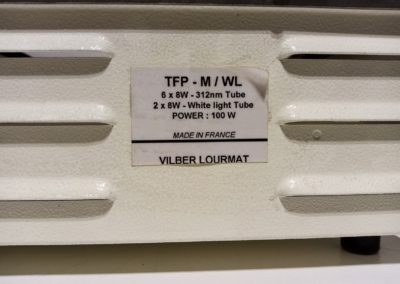 TFP - M / WL
6 x 8W - 312nm Tube
2 x 8W - White light Tube
POWER : 100 W
MADE IN FRANCE
VILBER LOURMAT